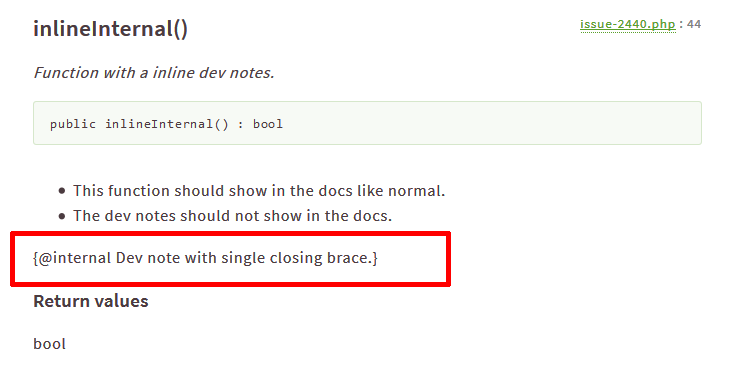 inlineInternal()
issue-2440.php : 44
Function with a inline dev notes.
public inlineInternal() : bool
• This function should show in the docs like normal.
• The dev notes should not show in the docs.
{@internal Dev note with single closing brace.}
Return values
bool